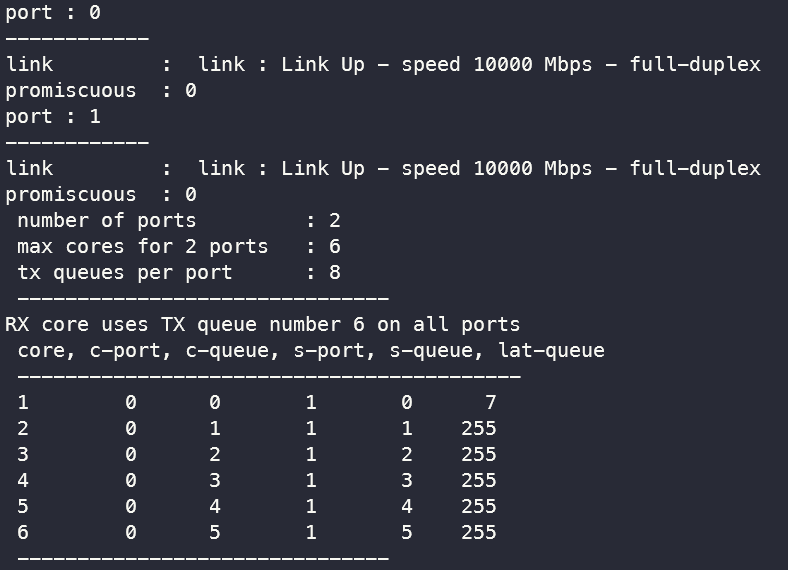 port : 0
------------
link         :  link : Link Up - speed 10000 Mbps - full-duplex
promiscuous  : 0
port : 1
------------
link         :  link : Link Up - speed 10000 Mbps - full-duplex
promiscuous  : 0
 number of ports         : 2
 max cores for 2 ports   : 6
 tx queues per port      : 8
 -------------------------------
RX core uses TX queue number 6 on all ports
 core, c-port, c-queue, s-port, s-queue, lat-queue
 ------------------------------------------
 1        0      0       1       0      7
 2        0      1       1       1    255
 3        0      2       1       2    255
 4        0      3       1       3    255
 5        0      4       1       4    255
 6        0      5       1       5    255
 -------------------------------